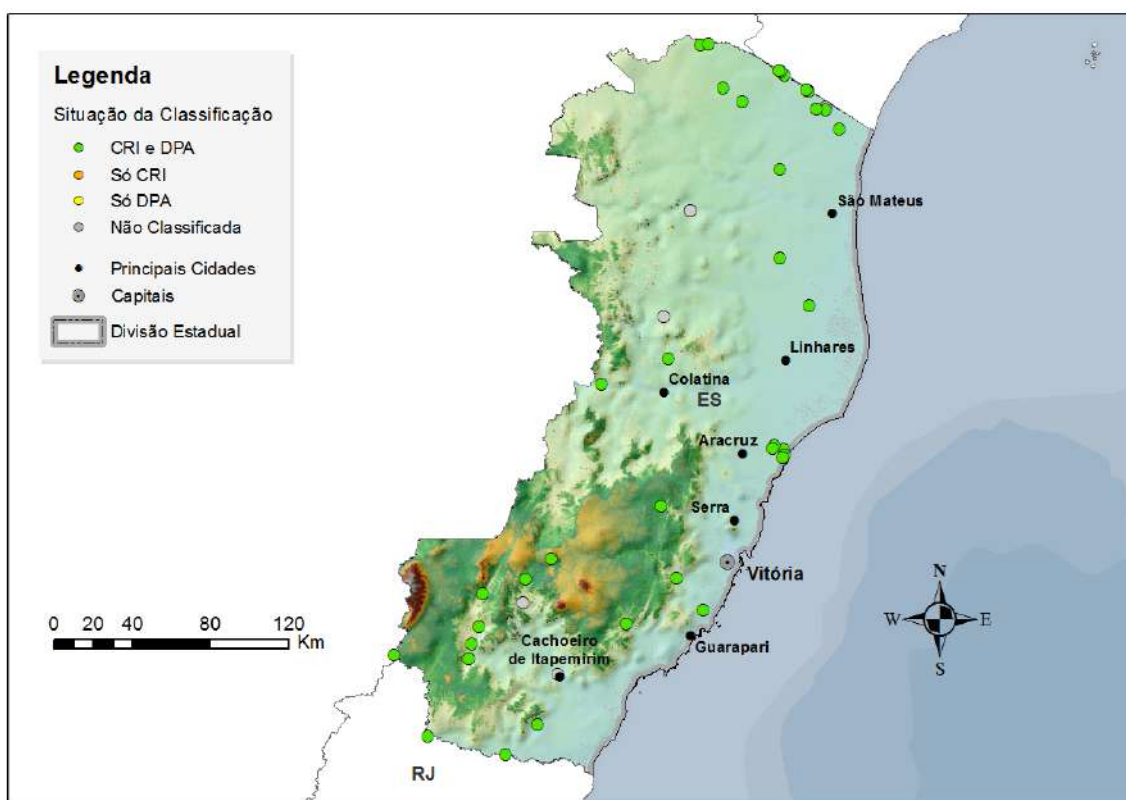 Legenda
Situação da Classificação
CRI e DPA
Só CRI
Só DPA
Não Classificada
Principais Cidades
Capitais
Divisão Estadual
São Mateus
Linhares
Colatina
ES
Aracruz
Serra
Vitória
Guarapari
Cachoeiro
de Itapemirim
RJ
0 20 40 80 120
Km
N
W E
S